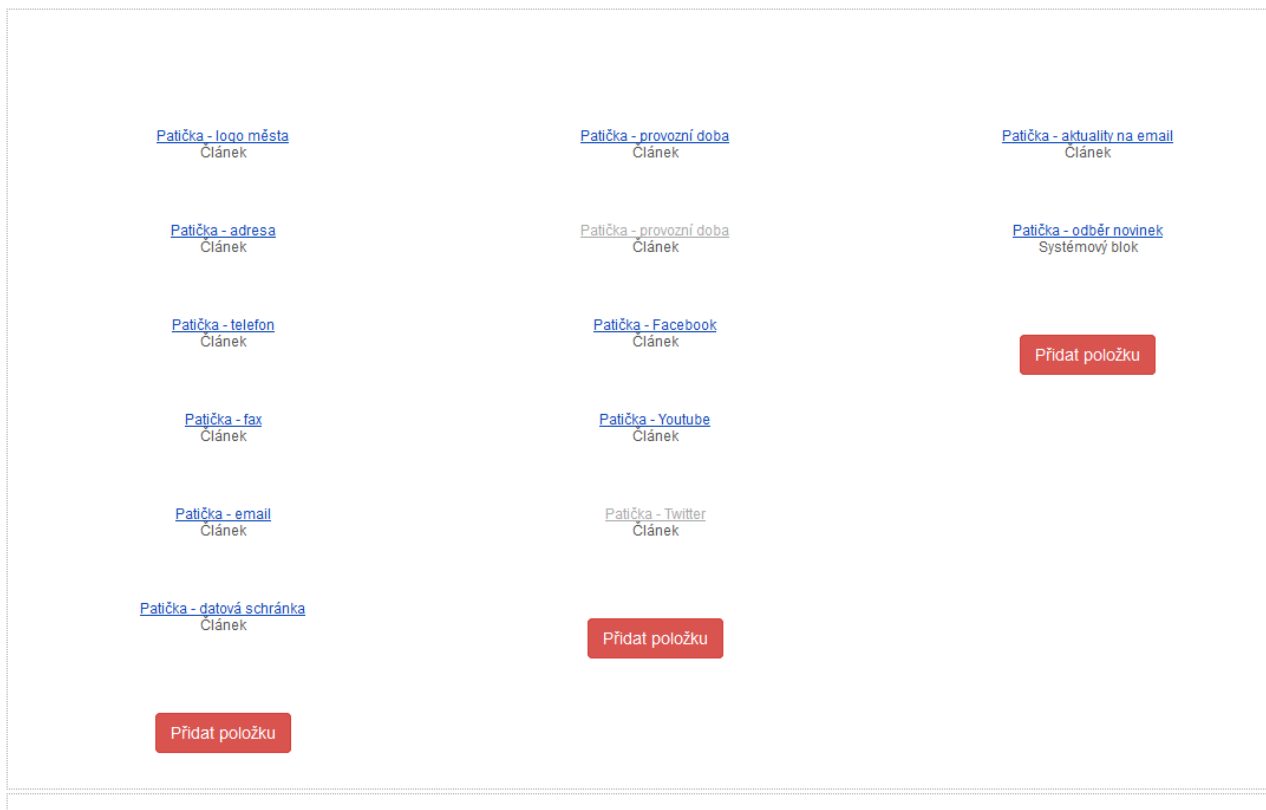 Patička - logo města
Článek
Patička - adresa
Článek
Patička - telefon
Článek
Patička - fax
Článek
Patička - email
Článek
Patička - datová schránka
Článek
Přidat položku
Patička - provozní doba
Článek
Patička - provozní doba
Článek
Patička - Facebook
Článek
Patička - Youtube
Článek
Patička - Twitter
Článek
Přidat položku
Patička - aktuality na email
Článek
Patička - odběr novinek
Systémový blok
Přidat položku